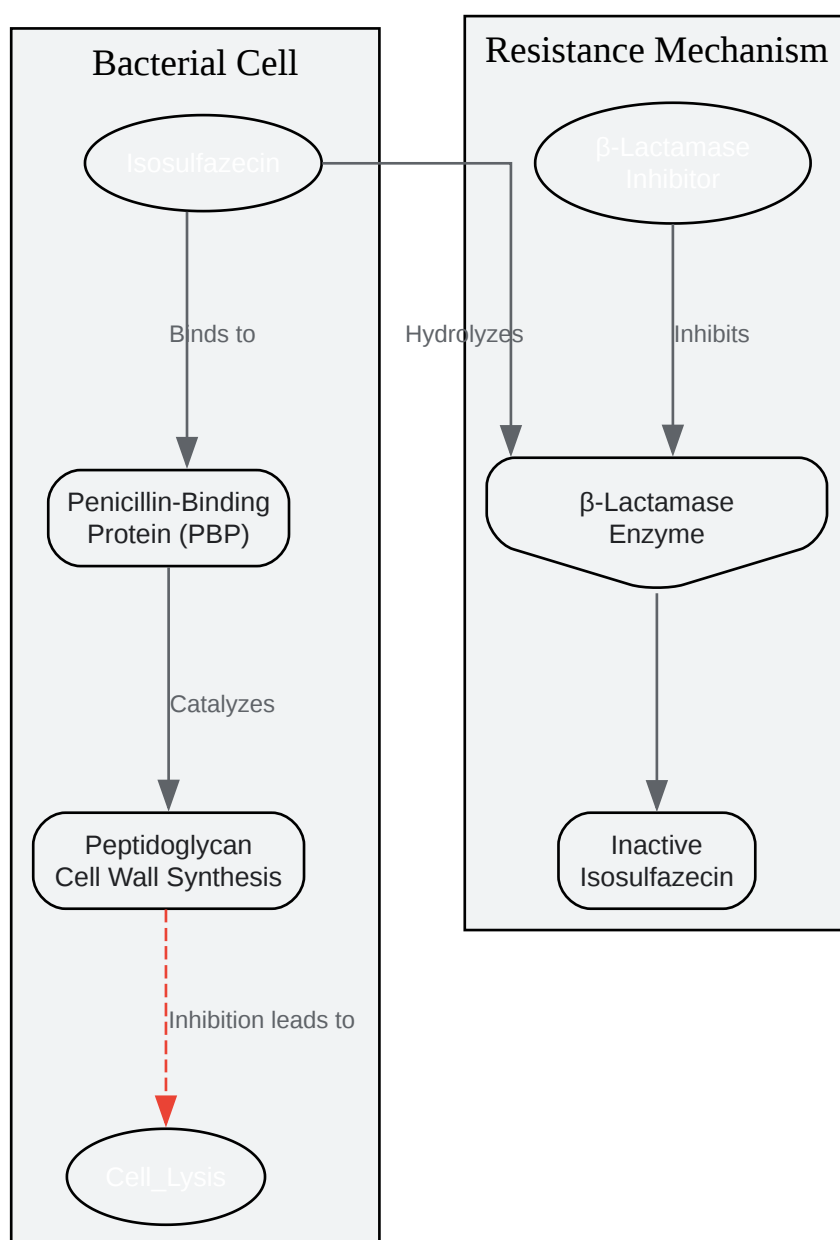 Bacterial Cell
Isosulfazecin
Binds to
Penicillin-Binding
Protein (PBP)
Catalyzes
Peptidoglycan
Cell Wall Synthesis
Inhibition leads to
Cell_Lysis
Resistance Mechanism
β-Lactamase
Inhibitor
Hydrolyzes
Inhibits
β-Lactamase
Enzyme
Inactive
Isosulfazecin